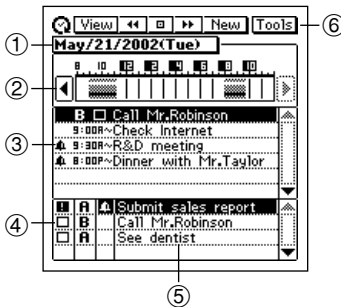 View New Tools ⑥
① May/21/2002(Tue)
8 10 12 2 4 6 8 10
②
B Call Mr.Robinson
9:00A~Check Internet
③ 9:30A~R&D meeting
8:00P~Dinner with Mr.Taylor
! A Submit sales report
④ B Call Mr.Robinson
A See dentist
⑤